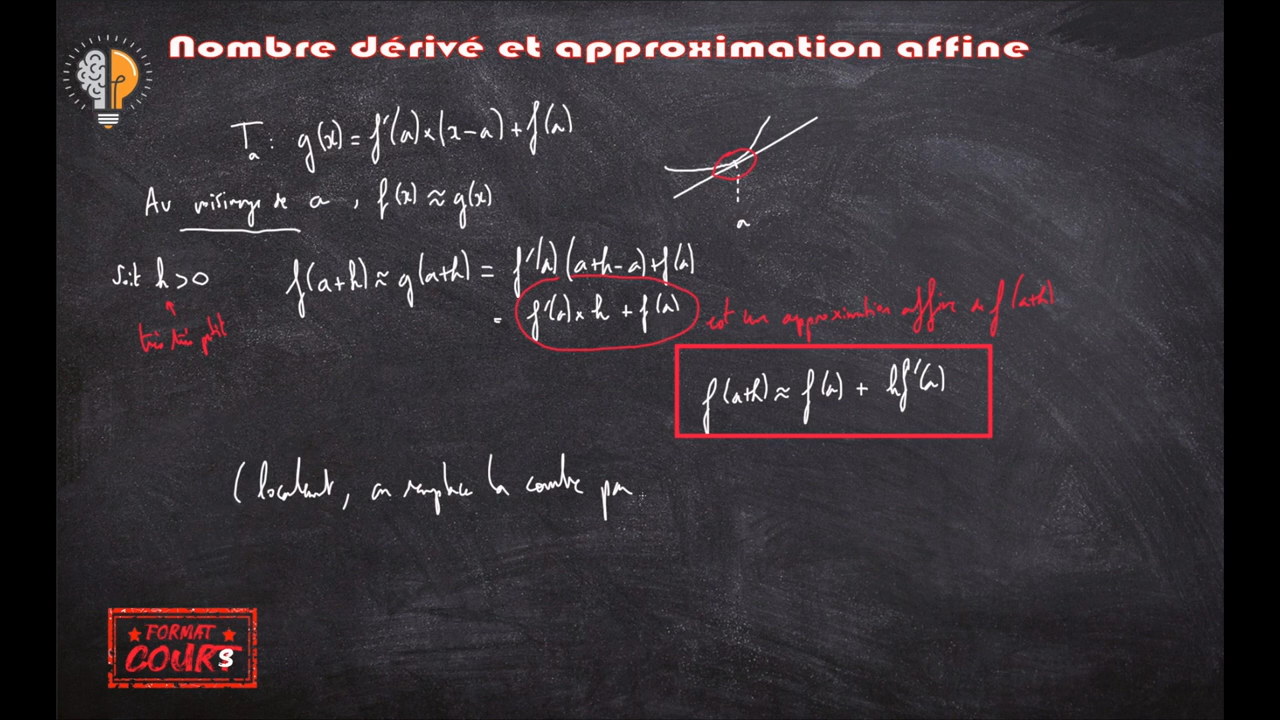 Nombre dérivé et approximation affine
Tₐ : g(x) = f'(a)×(x-a)+f(a)
Au voisinage de a , f(x) ≈ g(x)
a
Soit h>0
très très petit
f(a+h) ≈ g(a+h) = f'(a)(a+h-a)+f(a)
= f'(a)×h + f(a)
est une approximation affine de f(a+h)
f(a+h) ≈ f(a) + hf'(a)
(localement, on remplace la courbe par
FORMAT
COURS